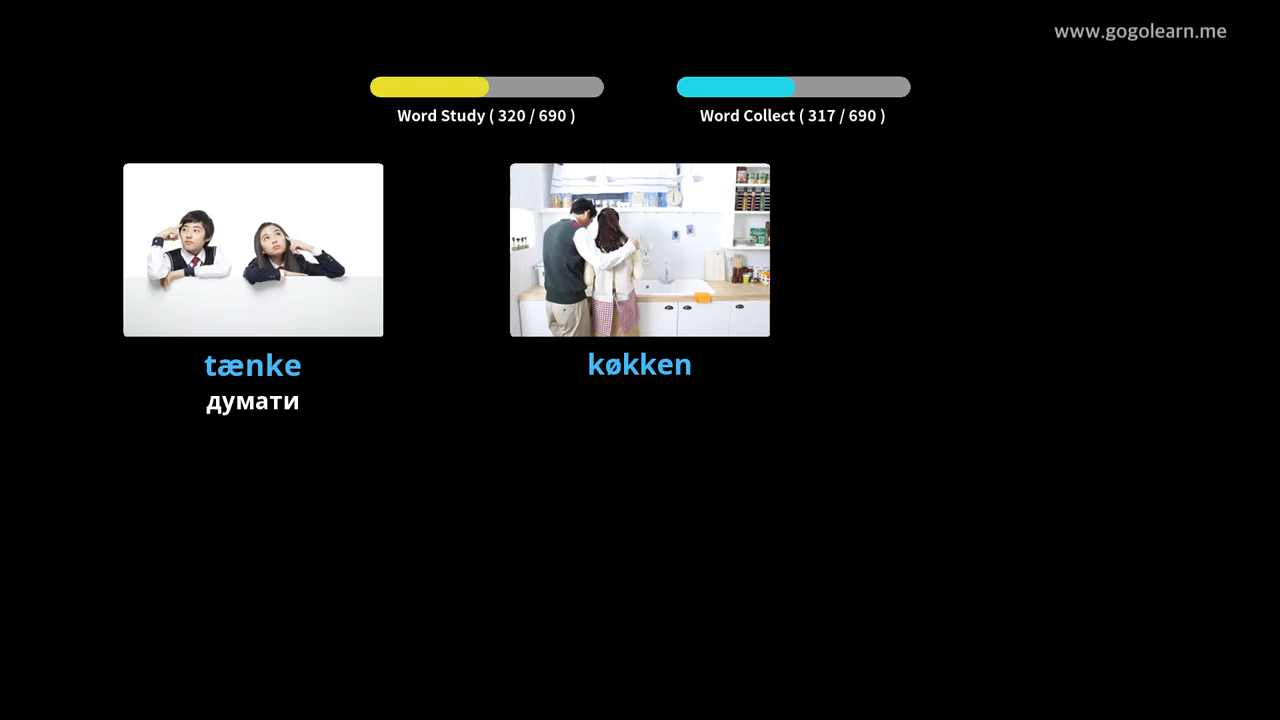 www.gogolearn.me
Word Study ( 320 / 690 )
Word Collect ( 317 / 690 )
tænke
думати
køkken